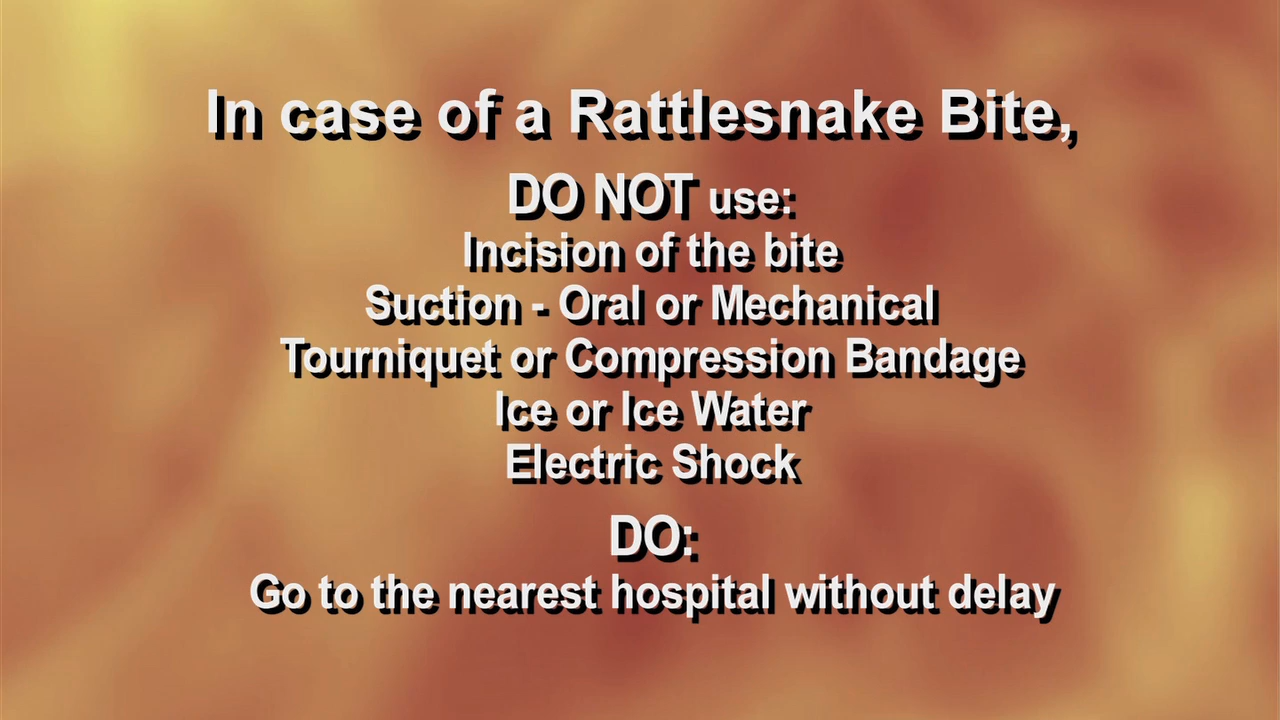 In case of a Rattlesnake Bite,
DO NOT use:
Incision of the bite
Suction - Oral or Mechanical
Tourniquet or Compression Bandage
Ice or Ice Water
Electric Shock
DO:
Go to the nearest hospital without delay